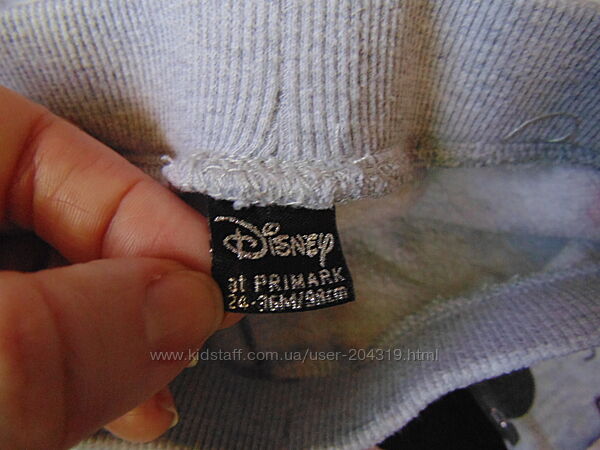 Disney
at PRIMARK
24-36M/98cm
www.kidstaff.com.ua/user-204319.html